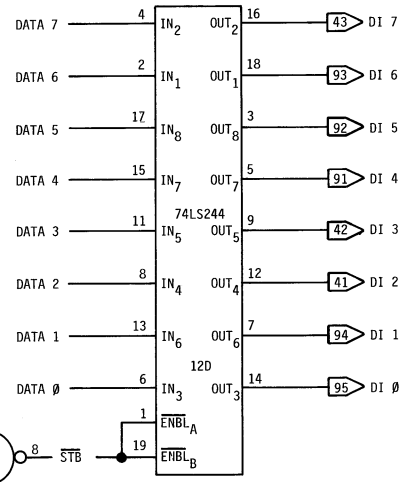 DATA 7 4 IN2 OUT2 16 43 DI 7
DATA 6 2 IN1 OUT1 18 93 DI 6
DATA 5 17 IN8 OUT8 3 92 DI 5
DATA 4 15 IN7 OUT7 5 91 DI 4
74LS244
DATA 3 11 IN5 OUT5 9 42 DI 3
DATA 2 8 IN4 OUT4 12 41 DI 2
DATA 1 13 IN6 OUT6 7 94 DI 1
12D
DATA Ø 6 IN3 OUT3 14 95 DI Ø
1 ENBLA
8 STB 19 ENBLB